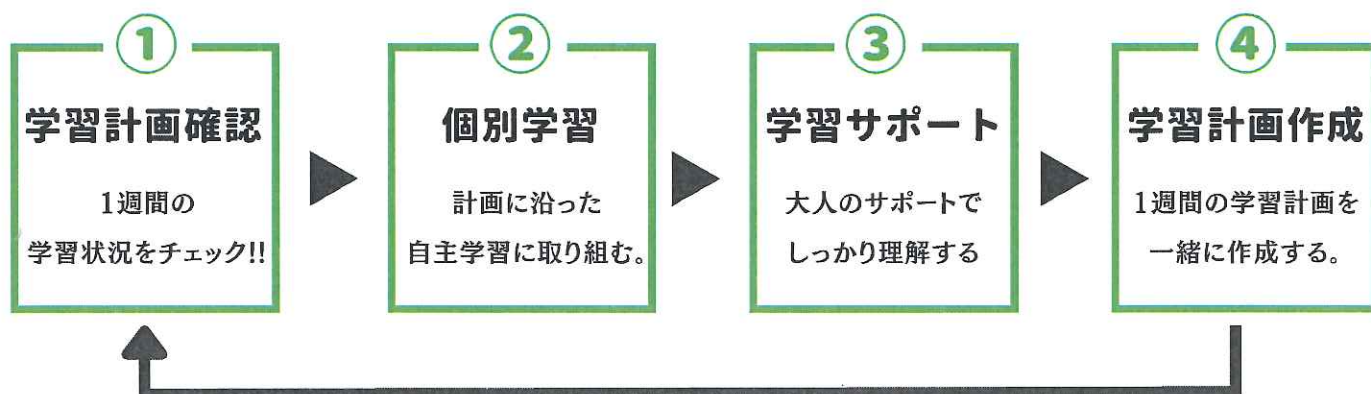 ①
学習計画確認
1週間の
学習状況をチェック!!
②
個別学習
計画に沿った
自主学習に取り組む。
③
学習サポート
大人のサポートで
しっかり理解する
④
学習計画作成
1週間の学習計画を
一緒に作成する。